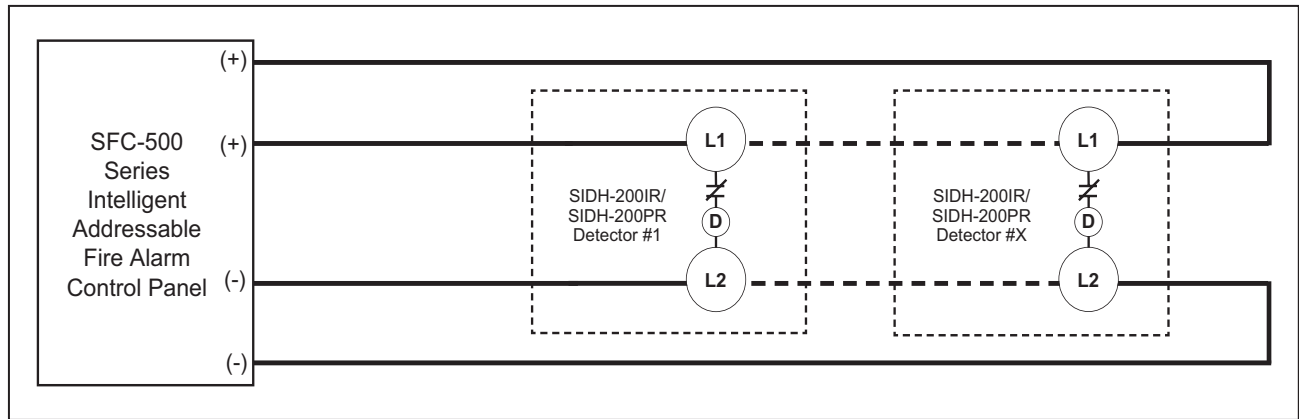 (+)
(+)
SFC-500
Series
Intelligent
Addressable
Fire Alarm
Control Panel
(-)
(-)
L1
SIDH-200IR/
SIDH-200PR
Detector #1
D
L2
L1
SIDH-200IR/
SIDH-200PR
Detector #X
D
L2